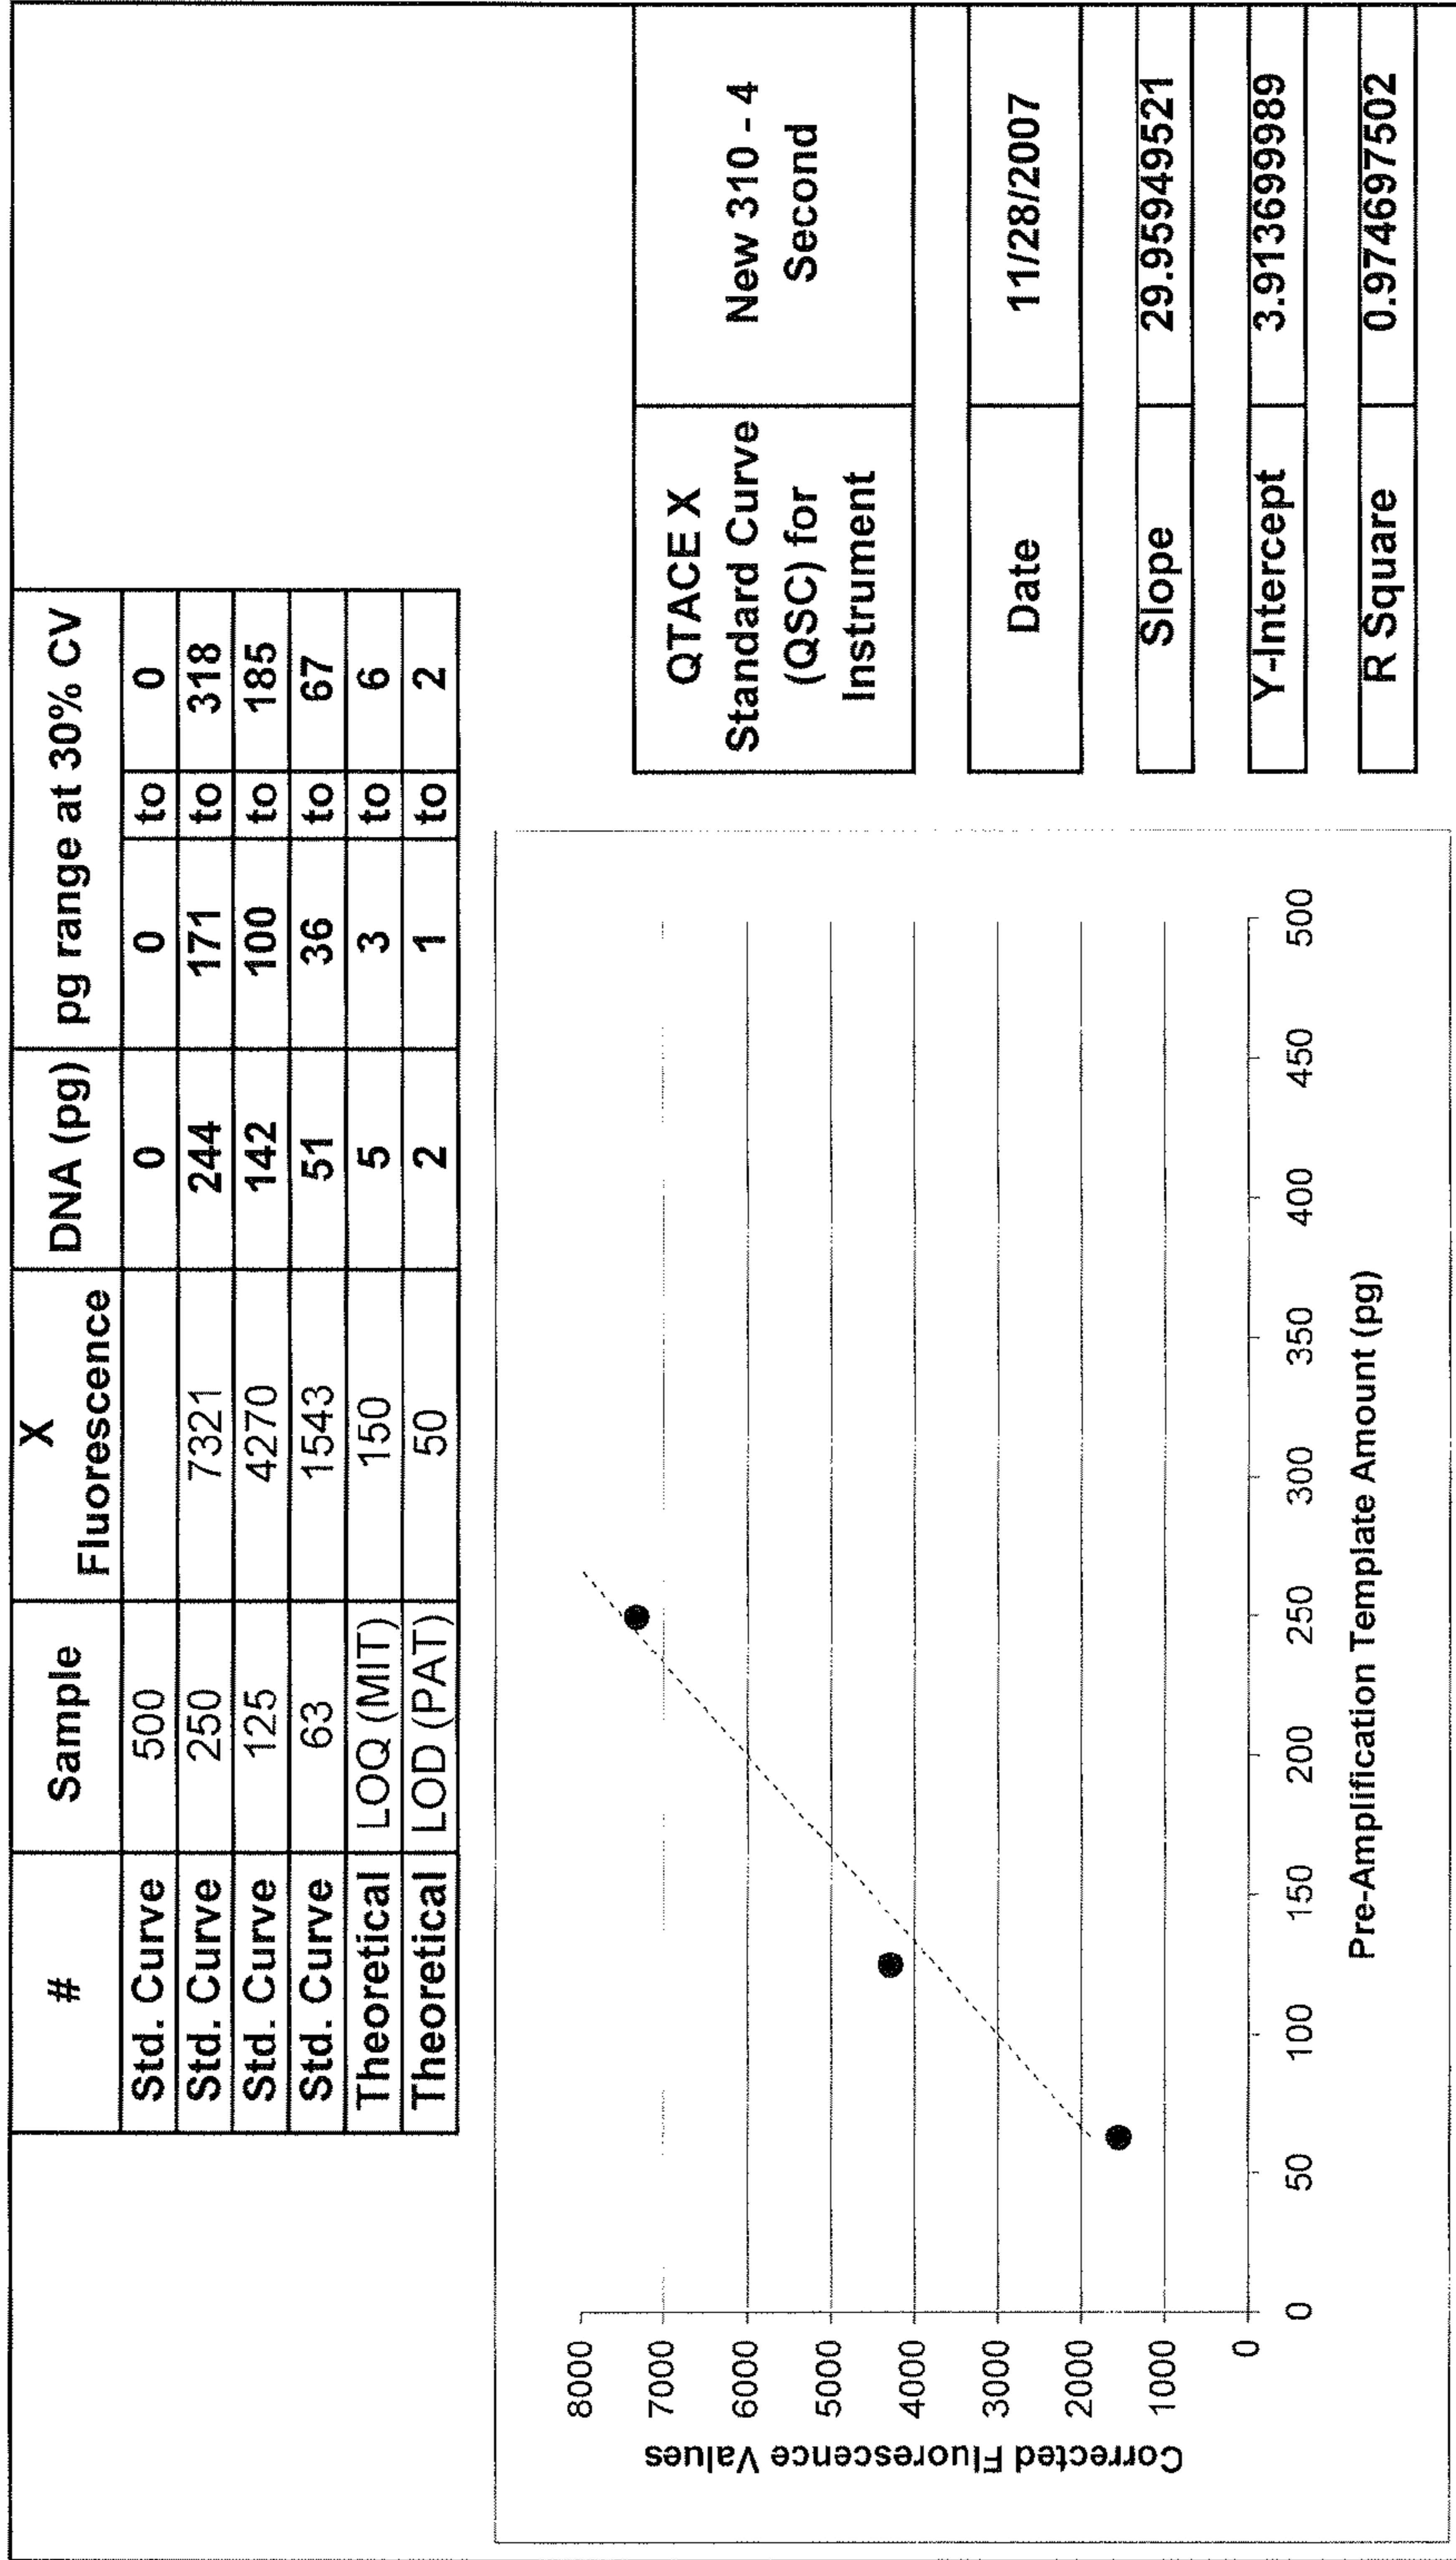 # Sample X Fluorescence DNA (pg) pg range at 30% CV
Std. Curve 500 0 0 to 0
Std. Curve 250 7321 244 171 to 318
Std. Curve 125 4270 142 100 to 185
Std. Curve 63 1543 51 36 to 67
Theoretical LOQ (MIT) 150 5 3 to 6
Theoretical LOD (PAT) 50 2 1 to 2
8000
7000
6000
5000
4000
3000
2000
1000
0
Corrected Fluorescence Values
0 50 100 150 200 250 300 350 400 450 500
Pre-Amplification Template Amount (pg)
QTACE X
Standard Curve
(QSC) for
Instrument
New 310 - 4
Second
Date 11/28/2007
Slope 29.95949521
Y-Intercept 3.913699989
R Square 0.974697502